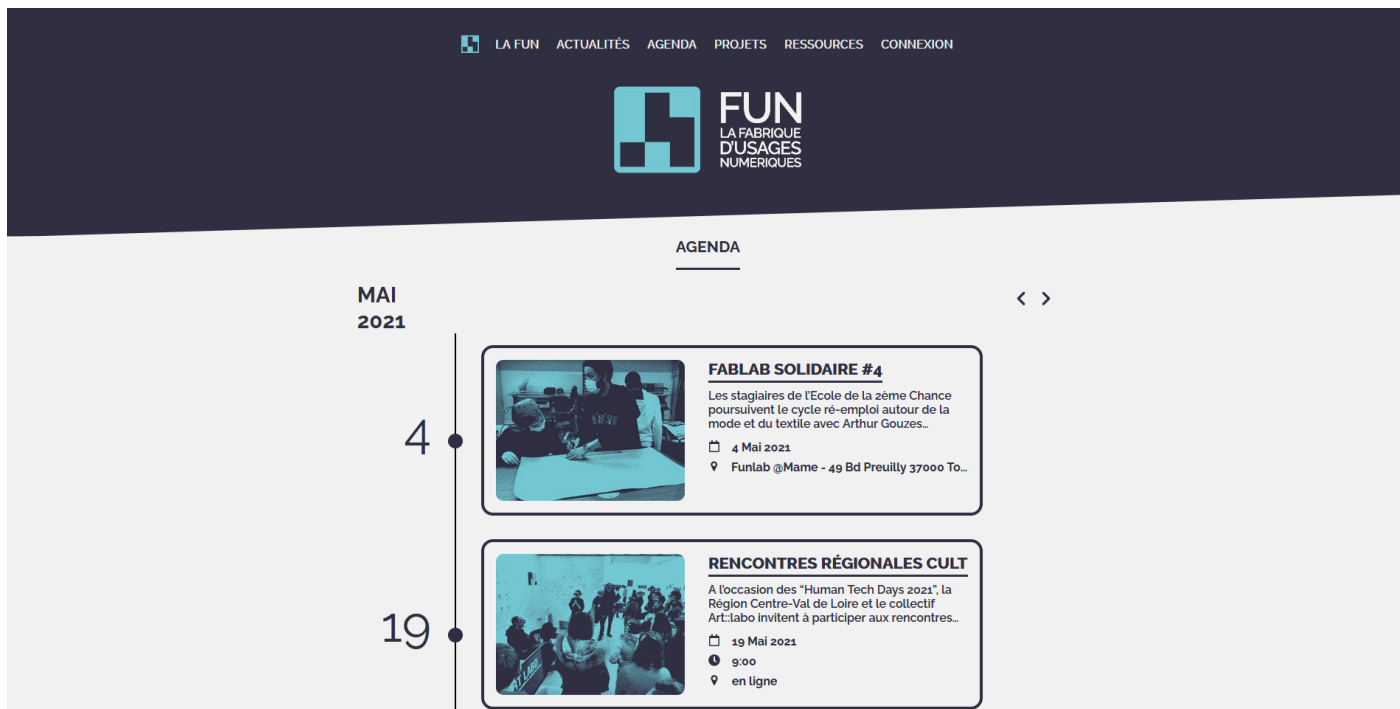 LA FUN ACTUALITÉS AGENDA PROJETS RESSOURCES CONNEXION
FUN
LA FABRIQUE
D'USAGES
NUMERIQUES
AGENDA
MAI
2021
4
FABLAB SOLIDAIRE #4
Les stagiaires de l'Ecole de la 2ème Chance
poursuivent le cycle ré-emploi autour de la
mode et du textile avec Arthur Gouzes…
4 Mai 2021
Funlab @Mame - 49 Bd Preuilly 37000 To…
19
RENCONTRES RÉGIONALES CULT
A l'occasion des “Human Tech Days 2021”, la
Région Centre-Val de Loire et le collectif
Art::labo invitent à participer aux rencontres…
19 Mai 2021
9:00
en ligne
ART LABO